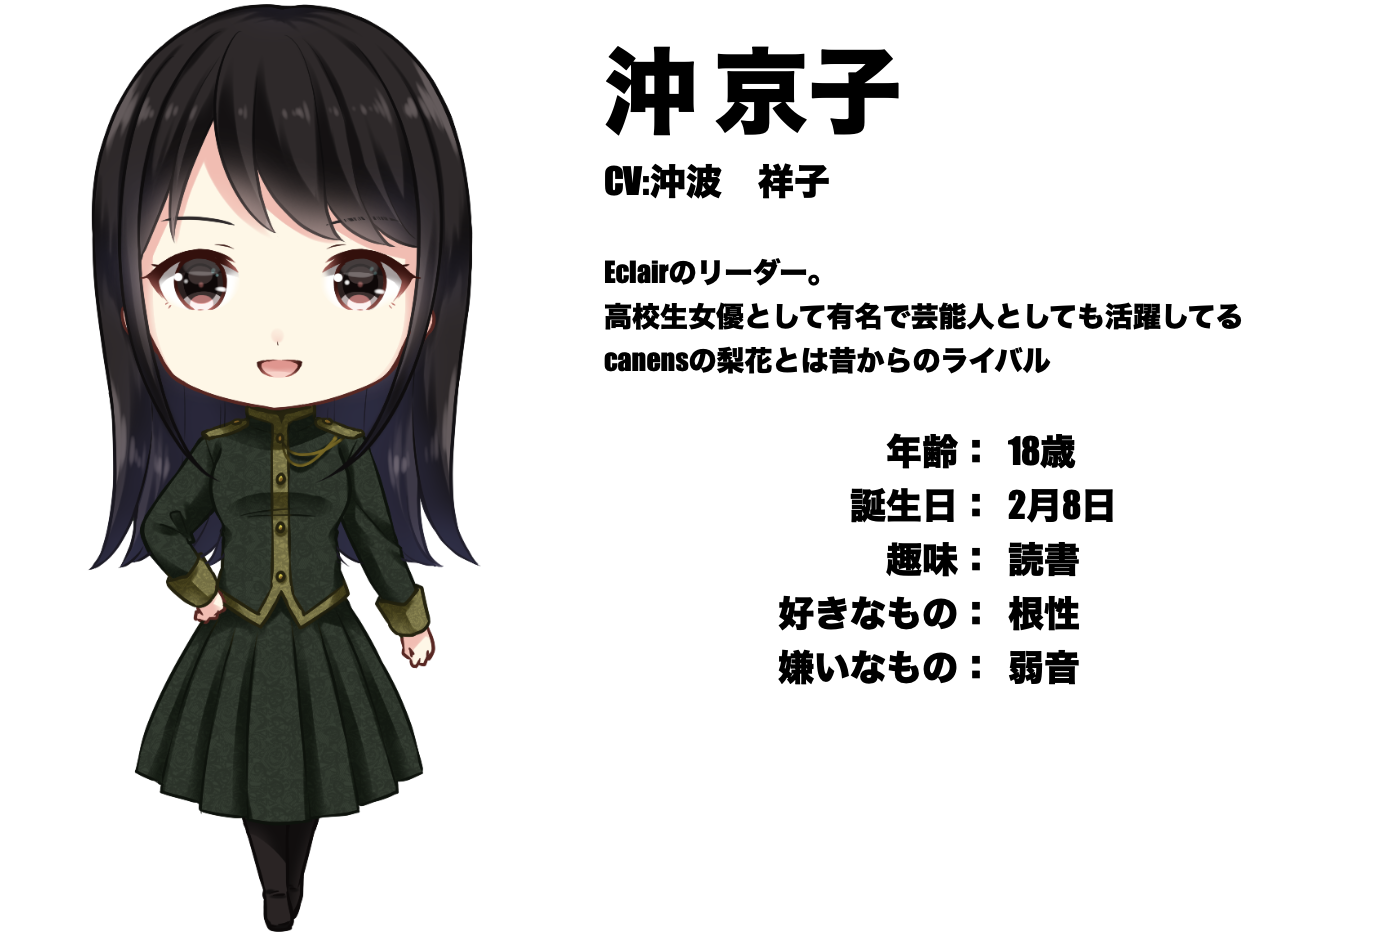 沖 京子
CV:沖波　祥子
Eclairのリーダー。
高校生女優として有名で芸能人としても活躍してる
canensの梨花とは昔からのライバル
年齢： 18歳
誕生日： 2月8日
趣味： 読書
好きなもの： 根性
嫌いなもの： 弱音